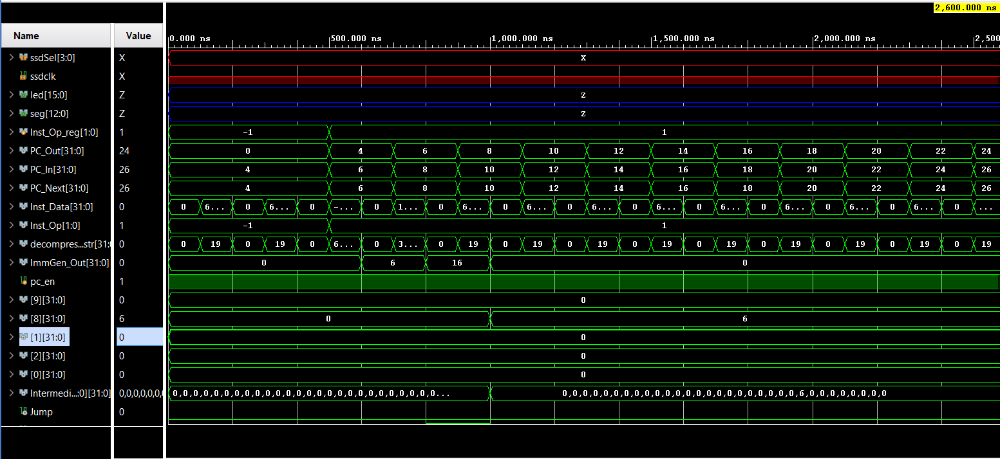 2,600.000 ns
Name Value
0.000 ns 500.000 ns 1,000.000 ns 1,500.000 ns 2,000.000 ns 2,500
ssdSel[3:0] X X
ssdclk X
led[15:0] Z Z
seg[12:0] Z Z
Inst_Op_reg[1:0] 1 -1 1
PC_Out[31:0] 24 0 4 6 8 10 12 14 16 18 20 22 24
PC_In[31:0] 26 4 6 8 10 12 14 16 18 20 22 24 26
PC_Next[31:0] 26 4 6 8 10 12 14 16 18 20 22 24 26
Inst_Data[31:0] 0 0 6... 0 6... 0 -... 0 1... 0 6... 0 6... 0 6... 0 6... 0 6... 0 6... 0 6... 0 6... 0 ...
Inst_Op[1:0] 1 -1 1
decompres...str[31:0 0 0 19 0 19 0 6... 0 3... 0 19 0 19 0 19 0 19 0 19 0 19 0 19 0 19 0 19
ImmGen_Out[31:0] 0 0 6 16 0
pc_en 1
[9][31:0] 0 0
[8][31:0] 6 0 6
[1][31:0] 0 0
[2][31:0] 0 0
[0][31:0] 0 0
Intermedi...:0][31:0] 0,0,0,0,0,0,0 0,0,0,0,0,0,0,0,0,0,0,0,0,0,0,0,0,0,0,0,0,0,0,0,0,0... 0,0,0,0,0,0,0,0,0,0,0,0,0,0,0,0,0,0,0,0,0,0,0,6,0,0,0,0,0,0,0,0
Jump 0